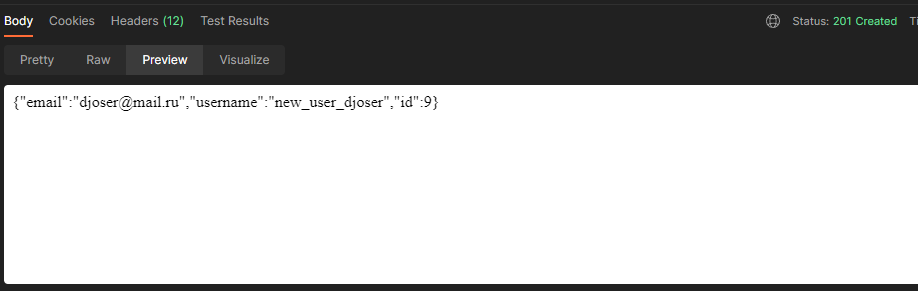 Body Cookies Headers (12) Test Results Status: 201 Created
Pretty Raw Preview Visualize
{"email":"djoser@mail.ru","username":"new_user_djoser","id":9}